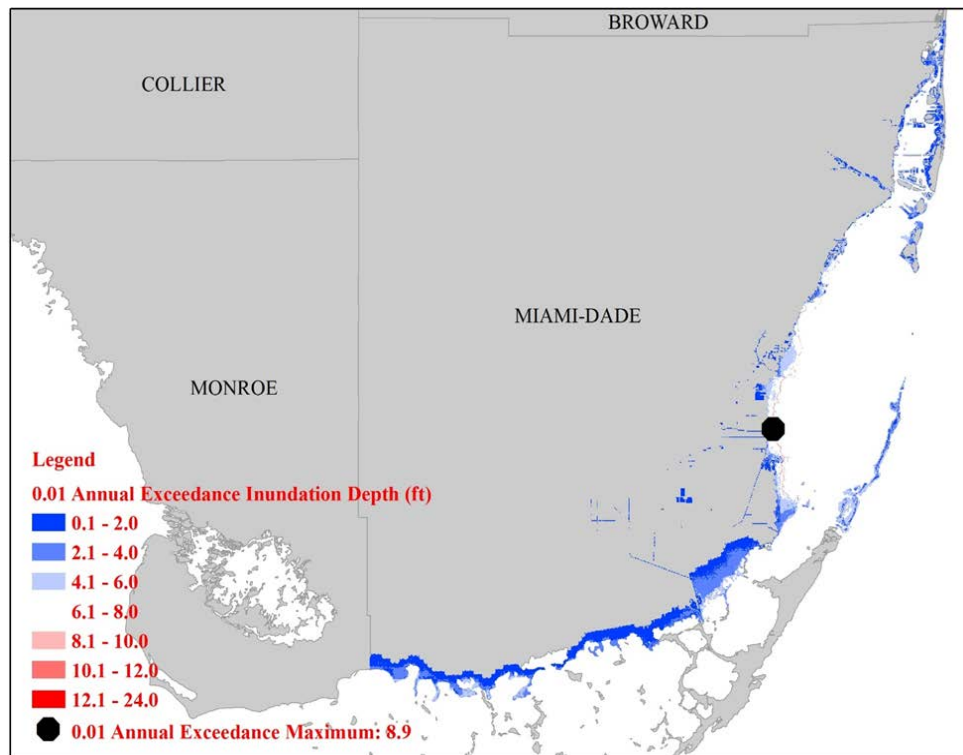 BROWARD
COLLIER
MIAMI-DADE
MONROE
Legend
0.01 Annual Exceedance Inundation Depth (ft)
0.1 - 2.0
2.1 - 4.0
4.1 - 6.0
6.1 - 8.0
8.1 - 10.0
10.1 - 12.0
12.1 - 24.0
0.01 Annual Exceedance Maximum: 8.9